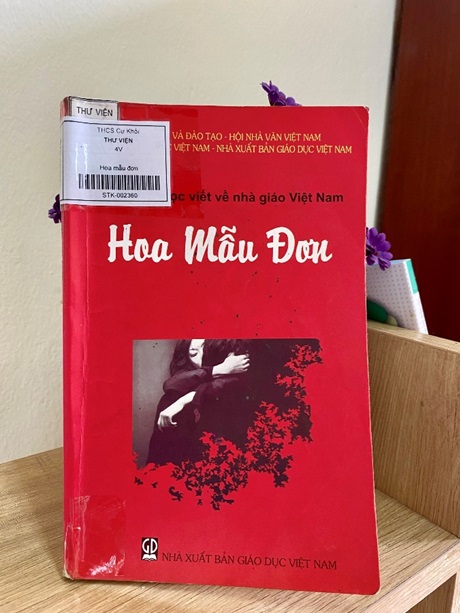 THƯ VIỆN
THCS Cự Khối
THƯ VIỆN
4V
Hoa mẫu đơn
STK-002360
VÀ ĐÀO TẠO - HỘI NHÀ VĂN VIỆT NAM
VIỆT NAM - NHÀ XUẤT BẢN GIÁO DỤC VIỆT NAM
viết về nhà giáo Việt Nam
Hoa Mẫu Đơn
GD
NHÀ XUẤT BẢN GIÁO DỤC VIỆT NAM